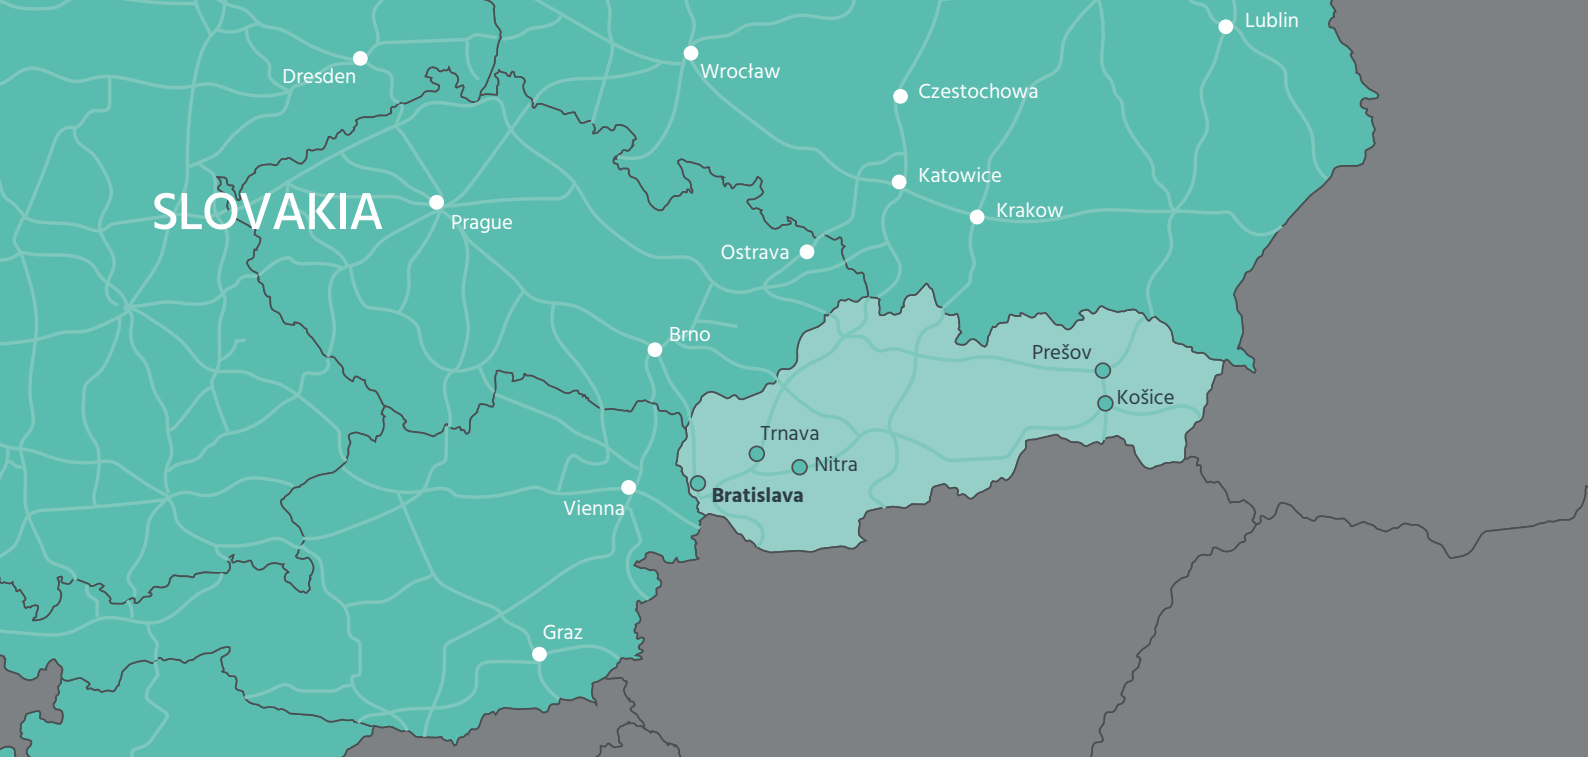 Lublin
Dresden
Wrocław
Czestochowa
Katowice
SLOVAKIA
Krakow
Prague
Ostrava
Brno
Prešov
Košice
Trnava
Nitra
Bratislava
Vienna
Graz